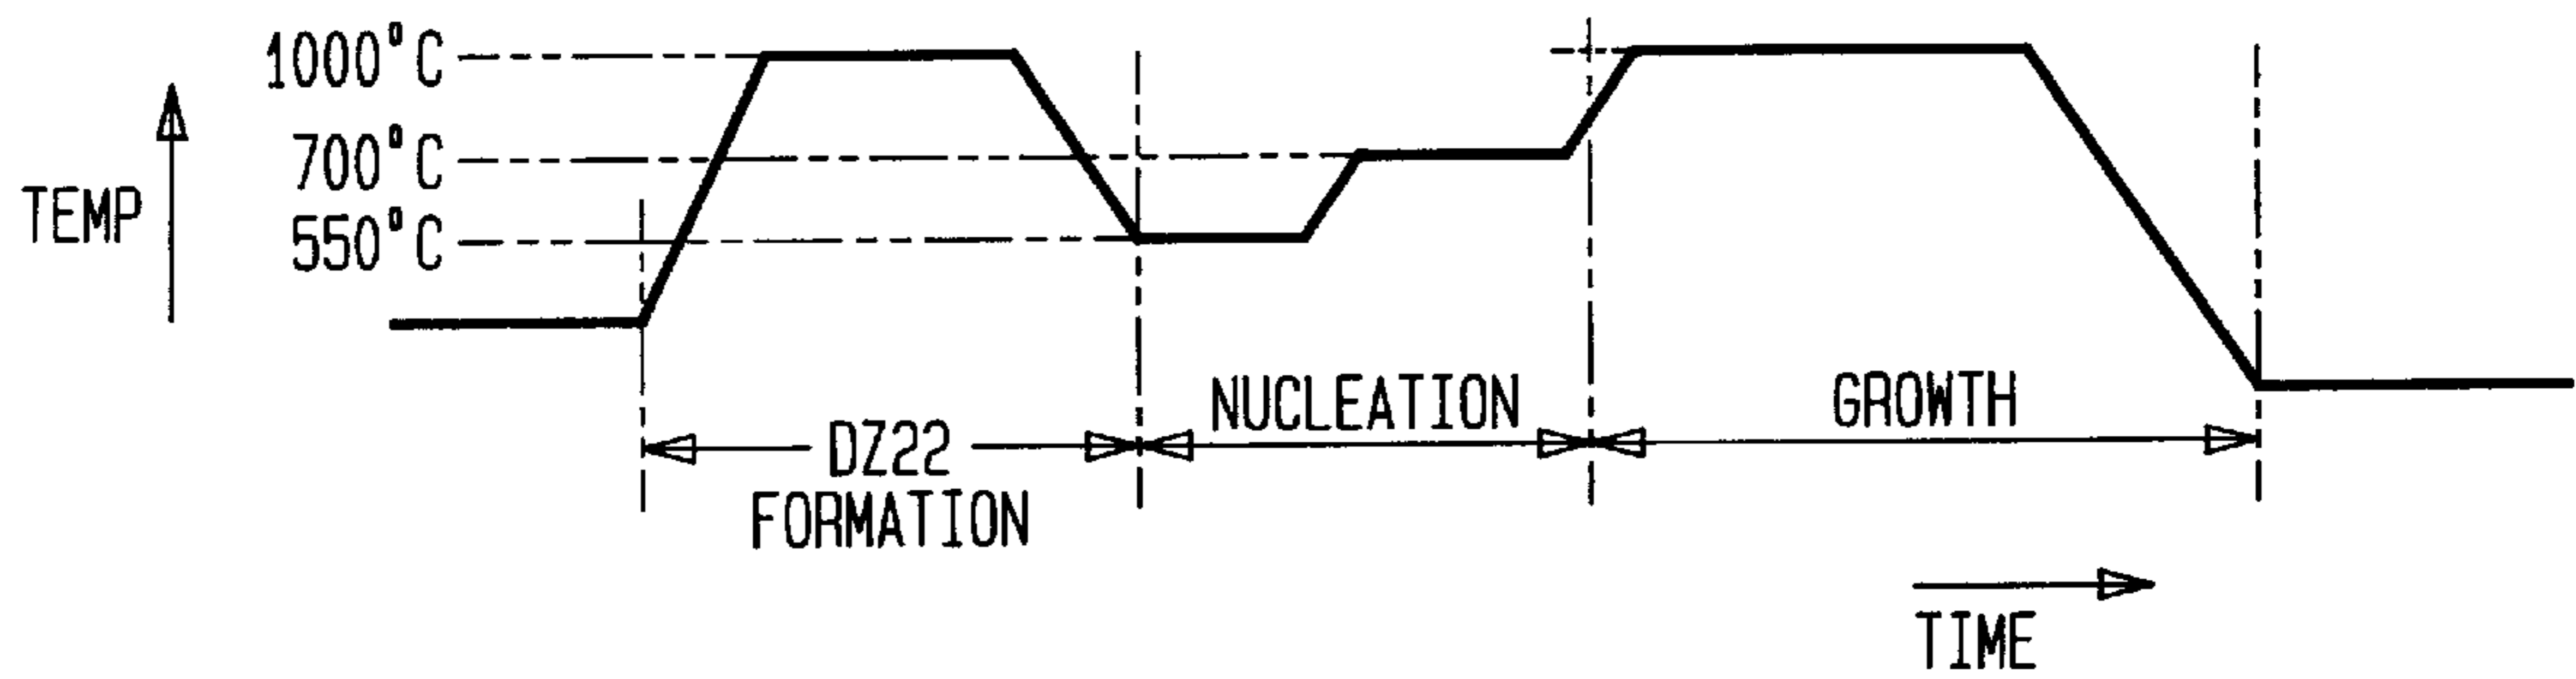 1000°C
700°C
TEMP
550°C
NUCLEATION
GROWTH
DZ22
FORMATION
TIME